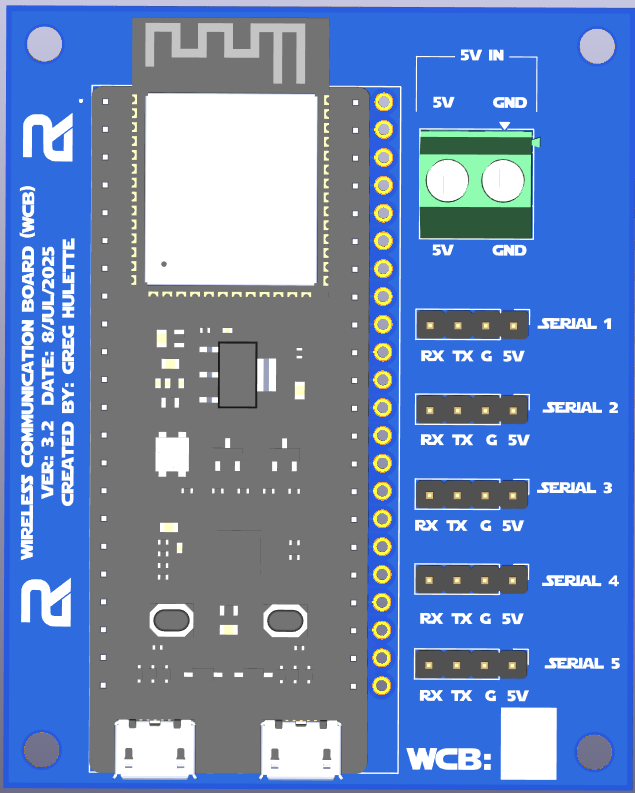 5V IN
5V GND
5V GND
SERIAL 1
RX TX G 5V
SERIAL 2
RX TX G 5V
SERIAL 3
RX TX G 5V
SERIAL 4
RX TX G 5V
SERIAL 5
RX TX G 5V
WCB:
WIRELESS COMMUNICATION BOARD (WCB)
VER: 3.2 DATE: 8/JUL/2025
CREATED BY: GREG HULETTE